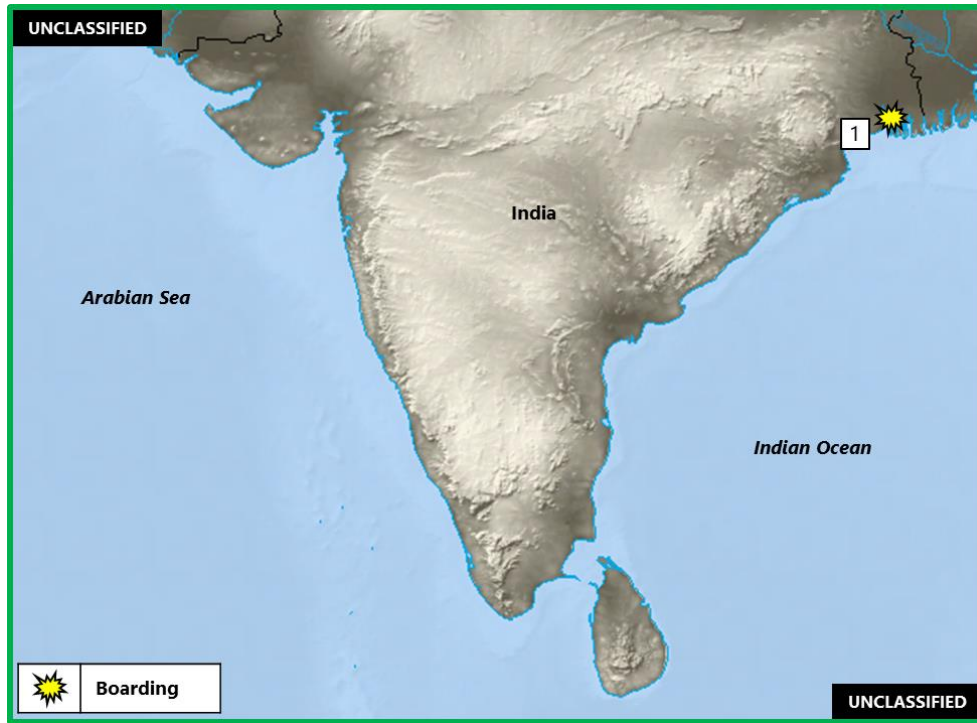 UNCLASSIFIED
1
India
Arabian Sea
Indian Ocean
Boarding
UNCLASSIFIED